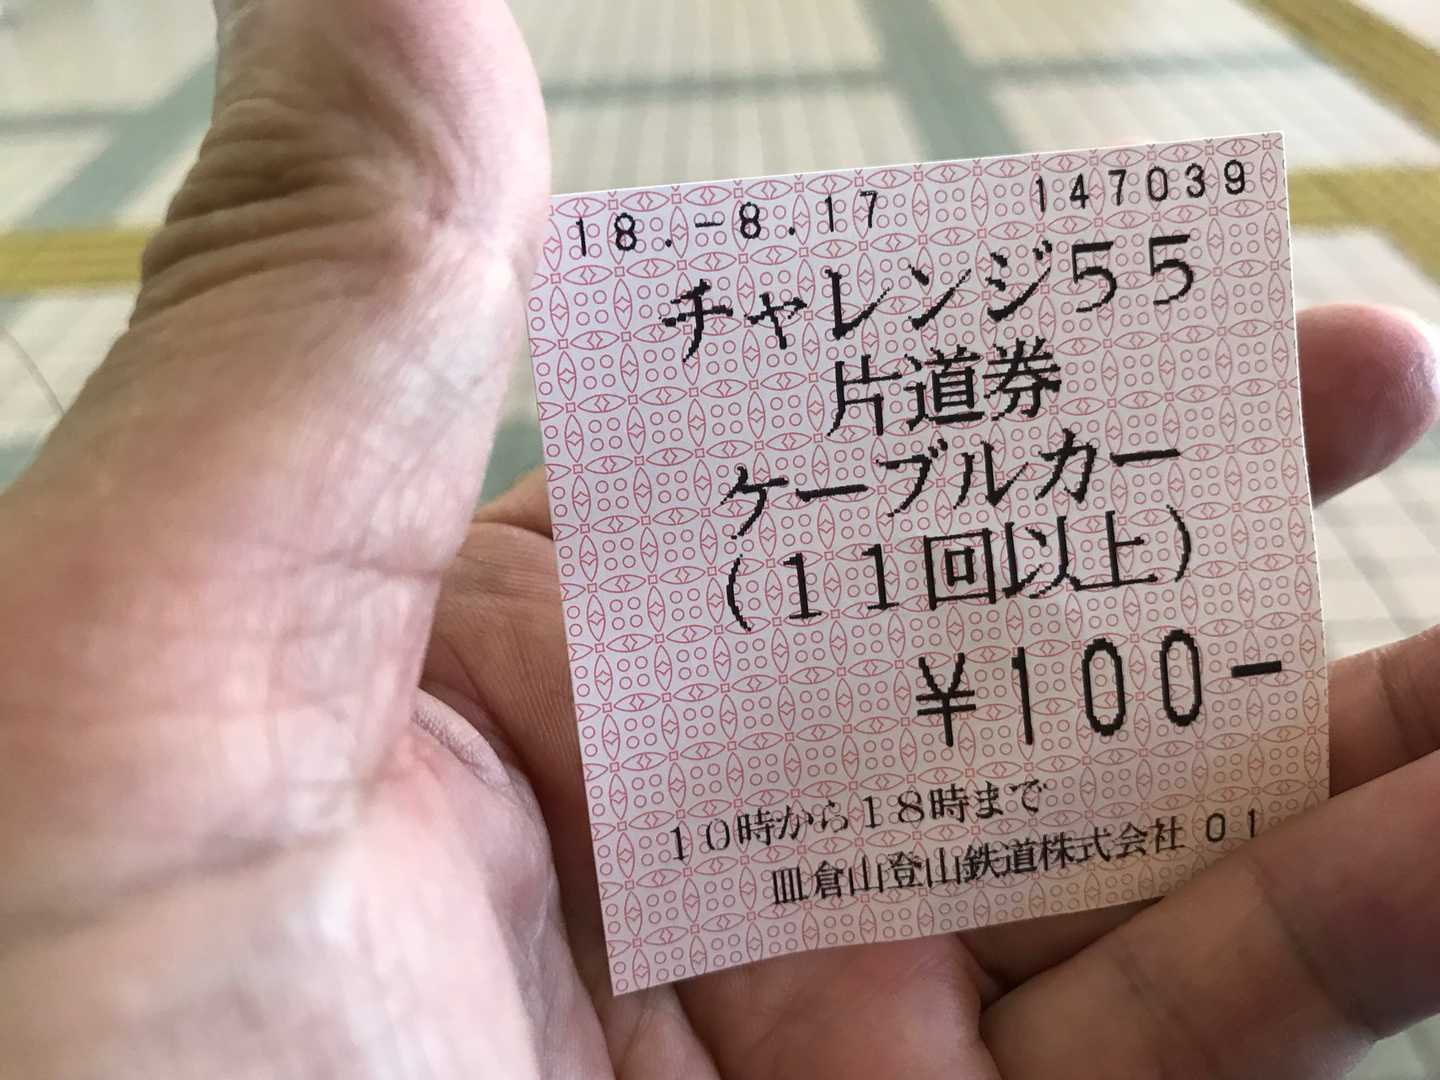 18.-8.17 147039
チャレンジ55
片道券
ケーブルカー
(11回以上)
¥100-
10時から18時まで
皿倉山登山鉄道株式会社 01